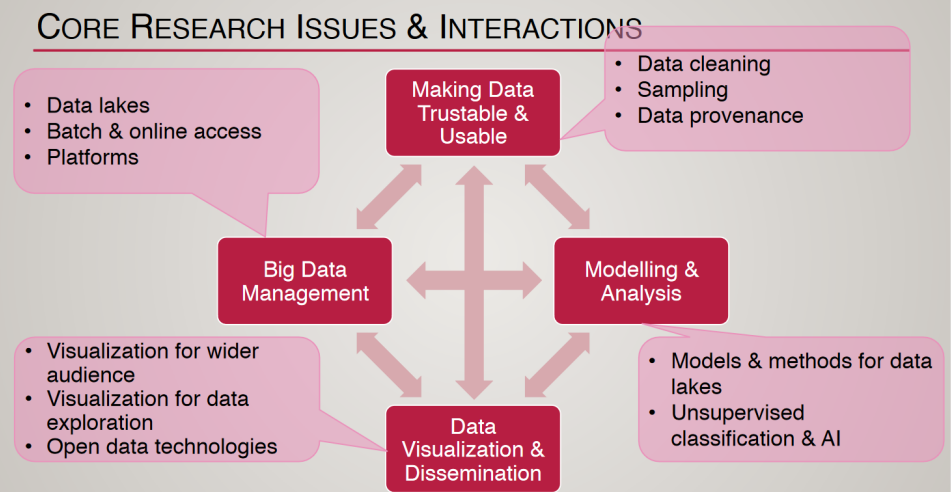 CORE RESEARCH ISSUES & INTERACTIONS
• Data lakes
• Batch & online access
• Platforms
Making Data
Trustable &
Usable
• Data cleaning
• Sampling
• Data provenance
Big Data
Management
Modelling &
Analysis
• Visualization for wider
audience
• Visualization for data
exploration
• Open data technologies
Data
Visualization &
Dissemination
• Models & methods for data
lakes
• Unsupervised
classification & AI